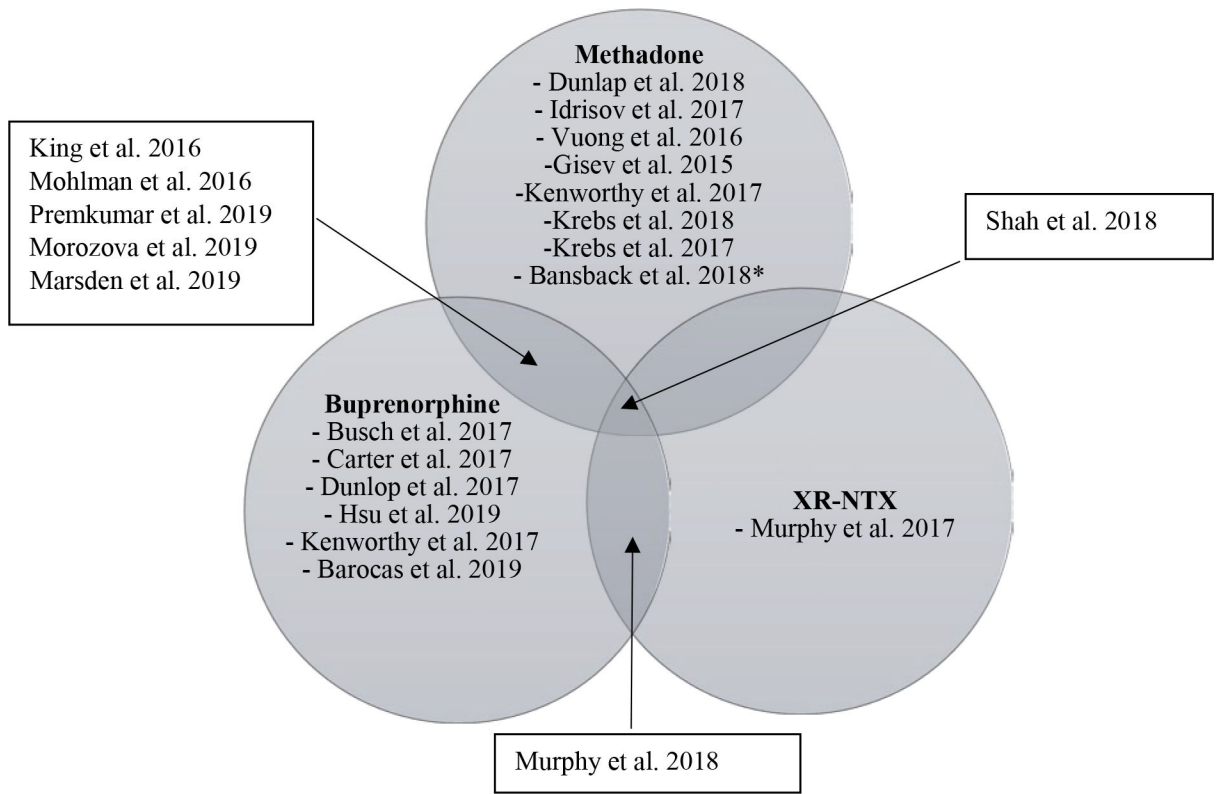 Methadone
- Dunlap et al. 2018
- Idrisov et al. 2017
- Vuong et al. 2016
-Gisev et al. 2015
-Kenworthy et al. 2017
-Krebs et al. 2018
-Krebs et al. 2017
- Bansback et al. 2018*
King et al. 2016
Mohlman et al. 2016
Premkumar et al. 2019
Morozova et al. 2019
Marsden et al. 2019
Shah et al. 2018
Buprenorphine
- Busch et al. 2017
- Carter et al. 2017
- Dunlop et al. 2017
- Hsu et al. 2019
- Kenworthy et al. 2017
- Barocas et al. 2019
XR-NTX
- Murphy et al. 2017
Murphy et al. 2018